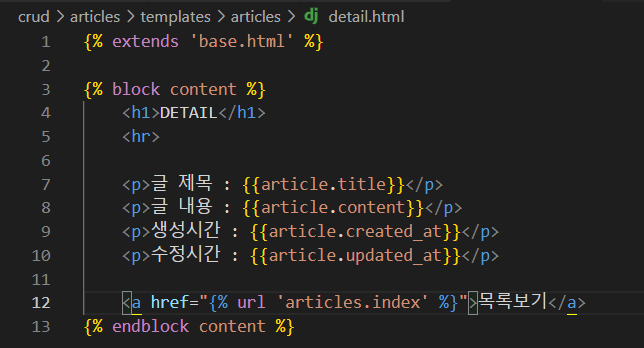 crud > articles > templates > articles > dj detail.html
1 {% extends 'base.html' %}
2
3 {% block content %}
4     <h1>DETAIL</h1>
5     <hr>
6
7     <p>글 제목 : {{article.title}}</p>
8     <p>글 내용 : {{article.content}}</p>
9     <p>생성시간 : {{article.created_at}}</p>
10     <p>수정시간 : {{article.updated_at}}</p>
11
12     <a href="{% url 'articles.index' %}">목록보기</a>
13 {% endblock content %}